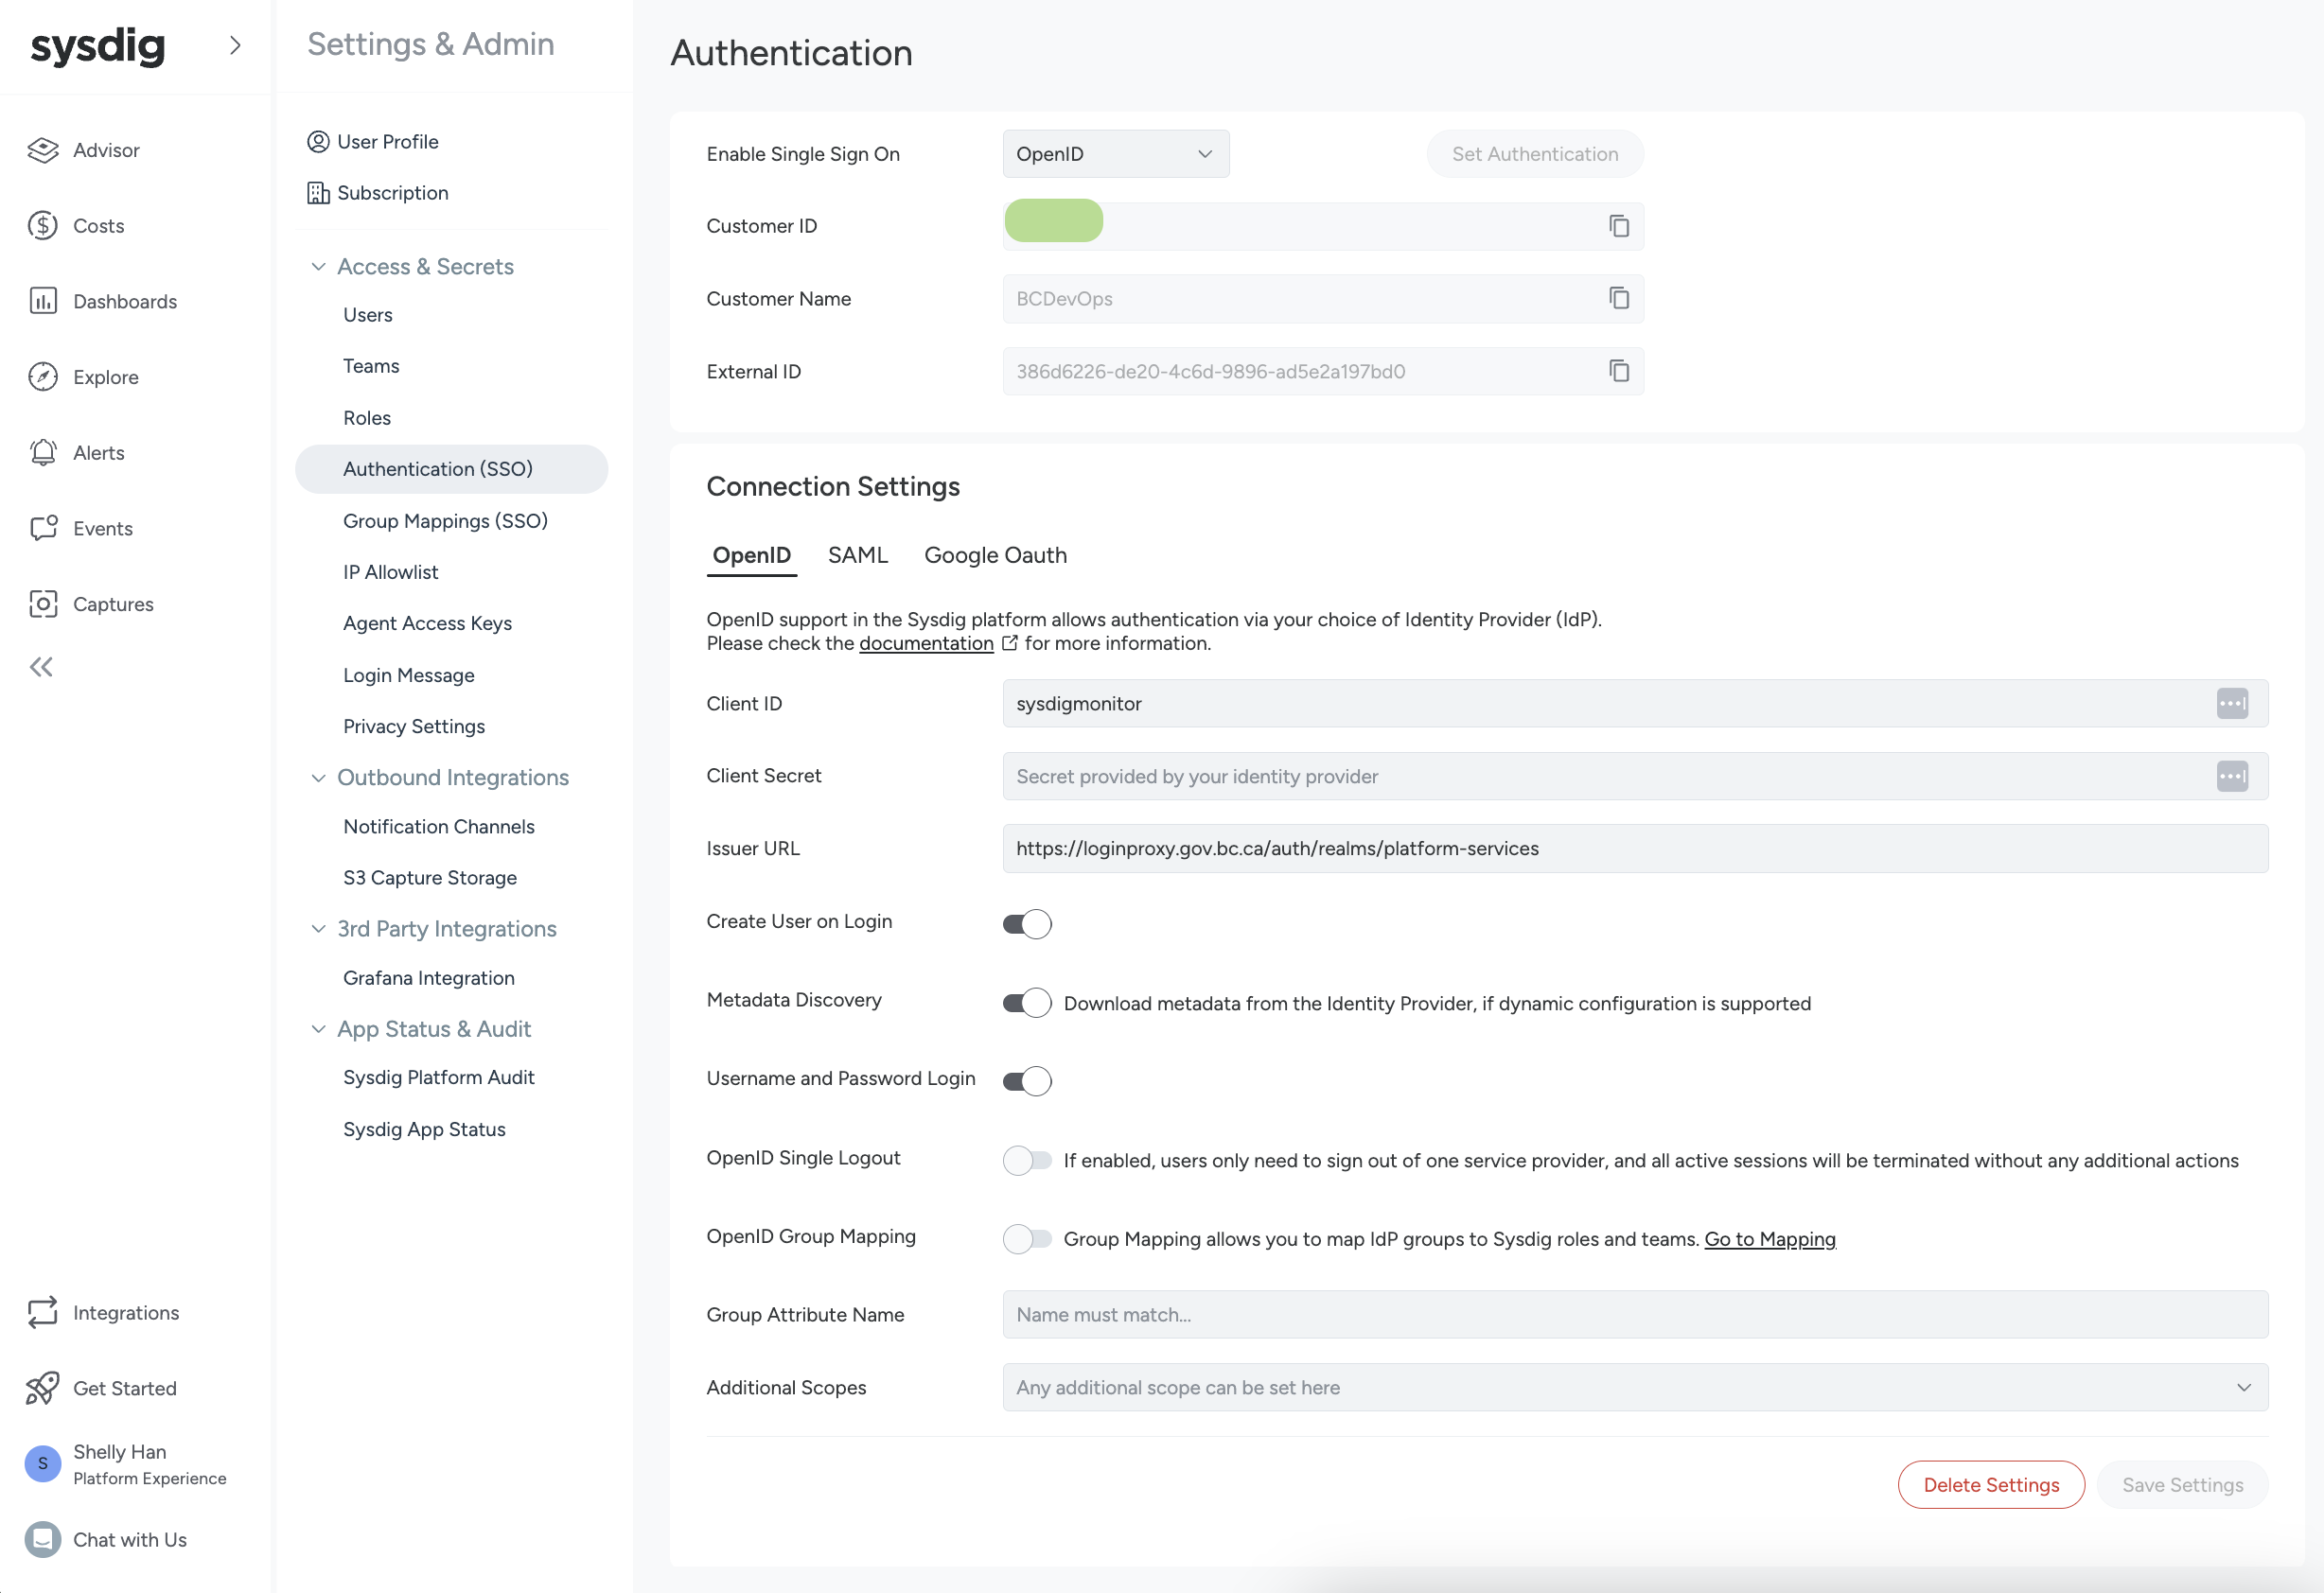 sysdig
Advisor
Costs
Dashboards
Explore
Alerts
Events
Captures
Integrations
Get Started
S
Shelly Han
Platform Experience
Chat with Us
Settings & Admin
User Profile
Subscription
Access & Secrets
Users
Teams
Roles
Authentication (SSO)
Group Mappings (SSO)
IP Allowlist
Agent Access Keys
Login Message
Privacy Settings
Outbound Integrations
Notification Channels
S3 Capture Storage
3rd Party Integrations
Grafana Integration
App Status & Audit
Sysdig Platform Audit
Sysdig App Status
Authentication
Enable Single Sign On OpenID Set Authentication
Customer ID
Customer Name BCDevOps
External ID 386d6226-de20-4c6d-9896-ad5e2a197bd0
Connection Settings
OpenID SAML Google Oauth
OpenID support in the Sysdig platform allows authentication via your choice of Identity Provider (IdP).
Please check the documentation for more information.
Client ID sysdigmonitor
Client Secret Secret provided by your identity provider
Issuer URL https://loginproxy.gov.bc.ca/auth/realms/platform-services
Create User on Login
Metadata Discovery Download metadata from the Identity Provider, if dynamic configuration is supported
Username and Password Login
OpenID Single Logout If enabled, users only need to sign out of one service provider, and all active sessions will be terminated without any additional actions
OpenID Group Mapping Group Mapping allows you to map IdP groups to Sysdig roles and teams. Go to Mapping
Group Attribute Name Name must match...
Additional Scopes Any additional scope can be set here
Delete Settings Save Settings